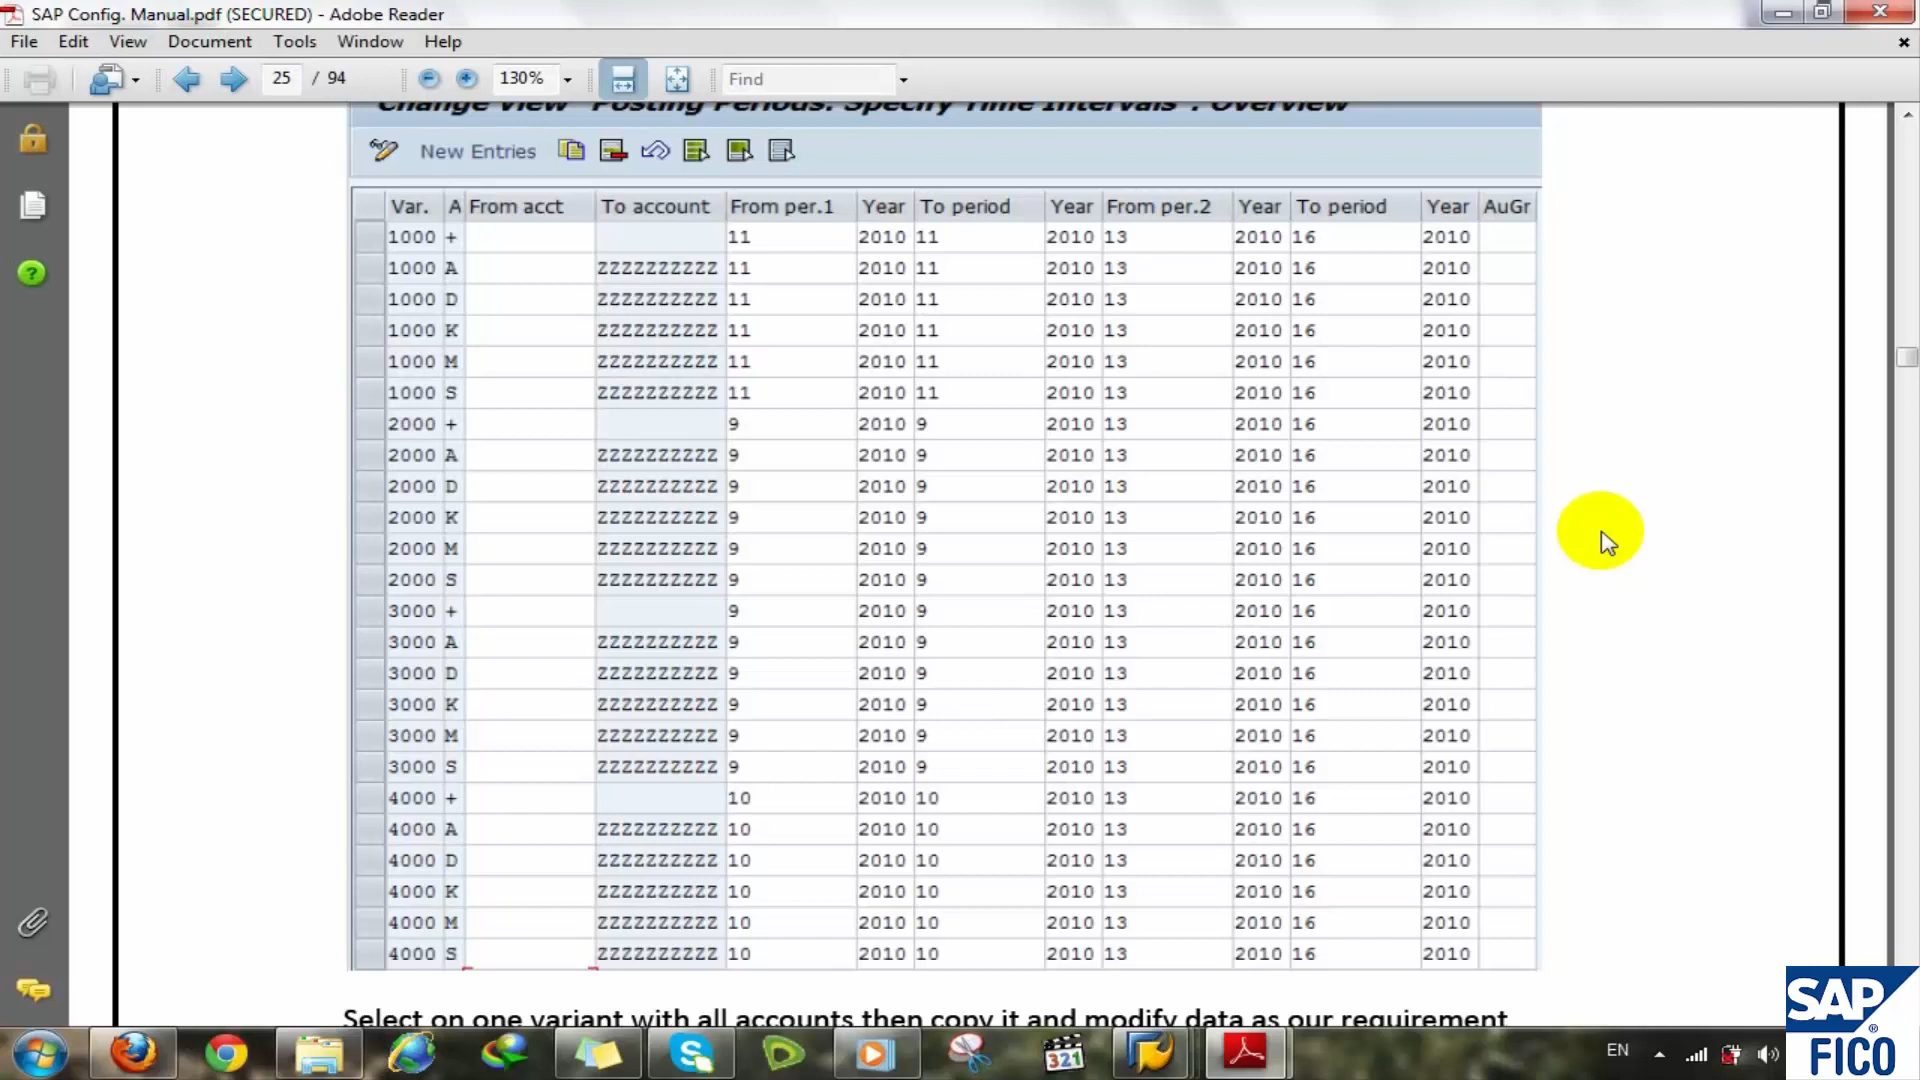 SAP Config. Manual.pdf (SECURED) - Adobe Reader
File Edit View Document Tools Window Help
25 / 94 130% Find
Change View "Posting Periods: Specify Time Intervals": Overview
New Entries
Var. A From acct To account From per.1 Year To period Year From per.2 Year To period Year AuGr
1000 + 11 2010 11 2010 13 2010 16 2010
1000 A ZZZZZZZZZZ 11 2010 11 2010 13 2010 16 2010
1000 D ZZZZZZZZZZ 11 2010 11 2010 13 2010 16 2010
1000 K ZZZZZZZZZZ 11 2010 11 2010 13 2010 16 2010
1000 M ZZZZZZZZZZ 11 2010 11 2010 13 2010 16 2010
1000 S ZZZZZZZZZZ 11 2010 11 2010 13 2010 16 2010
2000 + 9 2010 9 2010 13 2010 16 2010
2000 A ZZZZZZZZZZ 9 2010 9 2010 13 2010 16 2010
2000 D ZZZZZZZZZZ 9 2010 9 2010 13 2010 16 2010
2000 K ZZZZZZZZZZ 9 2010 9 2010 13 2010 16 2010
2000 M ZZZZZZZZZZ 9 2010 9 2010 13 2010 16 2010
2000 S ZZZZZZZZZZ 9 2010 9 2010 13 2010 16 2010
3000 + 9 2010 9 2010 13 2010 16 2010
3000 A ZZZZZZZZZZ 9 2010 9 2010 13 2010 16 2010
3000 D ZZZZZZZZZZ 9 2010 9 2010 13 2010 16 2010
3000 K ZZZZZZZZZZ 9 2010 9 2010 13 2010 16 2010
3000 M ZZZZZZZZZZ 9 2010 9 2010 13 2010 16 2010
3000 S ZZZZZZZZZZ 9 2010 9 2010 13 2010 16 2010
4000 + 10 2010 10 2010 13 2010 16 2010
4000 A ZZZZZZZZZZ 10 2010 10 2010 13 2010 16 2010
4000 D ZZZZZZZZZZ 10 2010 10 2010 13 2010 16 2010
4000 K ZZZZZZZZZZ 10 2010 10 2010 13 2010 16 2010
4000 M ZZZZZZZZZZ 10 2010 10 2010 13 2010 16 2010
4000 S ZZZZZZZZZZ 10 2010 10 2010 13 2010 16 2010
Select on one variant with all accounts then copy it and modify data as our requirement
321
EN
SAP
®
FICO